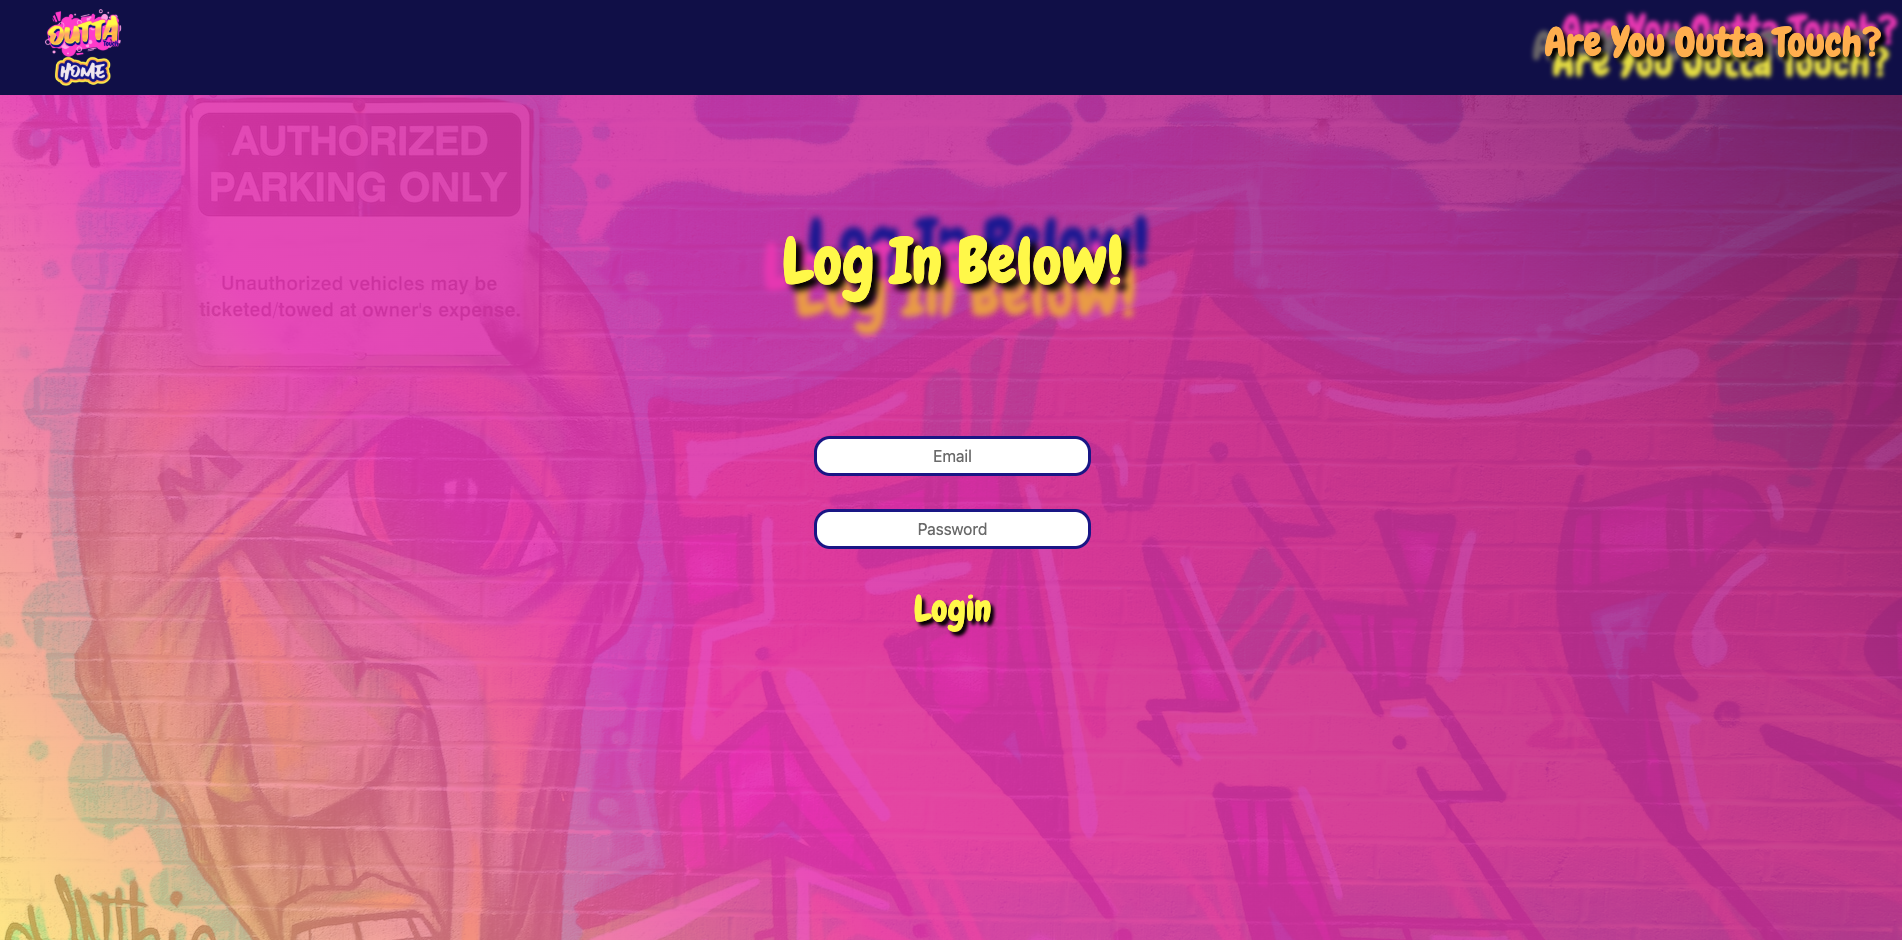 OUTTA
HOME
Are You Outta Touch?
AUTHORIZED
PARKING ONLY
Unauthorized vehicles may be
ticketed/towed at owner's expense.
Log In Below!
Email
Password
Login